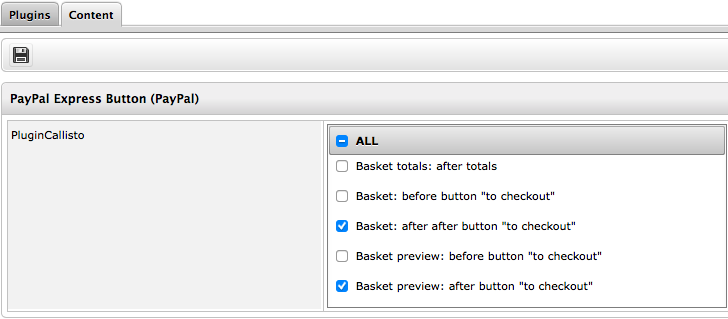 Plugins Content
PayPal Express Button (PayPal)
PluginCallisto
ALL
Basket totals: after totals
Basket: before button "to checkout"
Basket: after after button "to checkout"
Basket preview: before button "to checkout"
Basket preview: after button "to checkout"